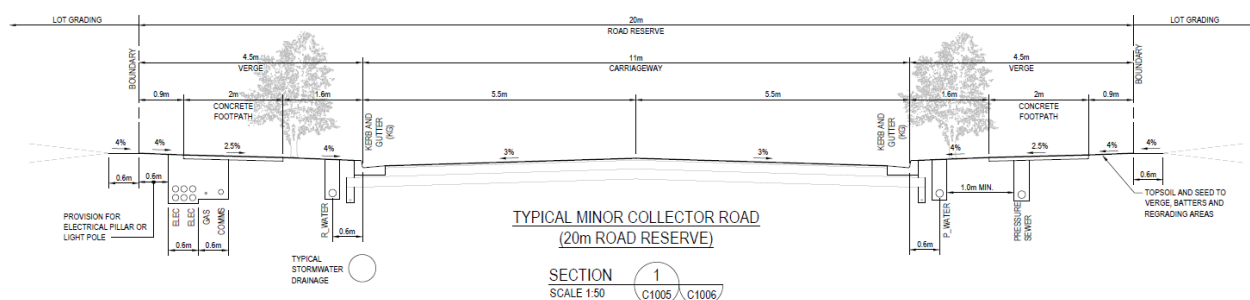 LOT GRADING
20m
LOT GRADING
ROAD RESERVE
4.5m
11m
4.5m
VERGE
CARRIAGEWAY
VERGE
BOUNDARY
BOUNDARY
0.9m
2m
1.6m
5.5m
5.5m
1.6m
2m
0.9m
CONCRETE
FOOTPATH
KERB AND
GUTTER
(KG)
KERB AND
GUTTER
(KG)
CONCRETE
FOOTPATH
4%
4%
2.5%
4%
3%
3%
4%
2.5%
4%
4%
0.6m
0.6m
1.0m MIN.
0.6m
PROVISION FOR
ELECTRICAL PILLAR OR
LIGHT POLE
ELEC
ELEC
GAS
COMMS
R_WATER
P_WATER
PRESSURE
SEWER
TOPSOIL AND SEED TO
VERGE, BATTERS AND
REGRADING AREAS
0.6m
0.6m
0.6m
0.6m
TYPICAL
STORMWATER
DRAINAGE
TYPICAL MINOR COLLECTOR ROAD
(20m ROAD RESERVE)
SECTION
1
SCALE 1:50
C1005
C1006